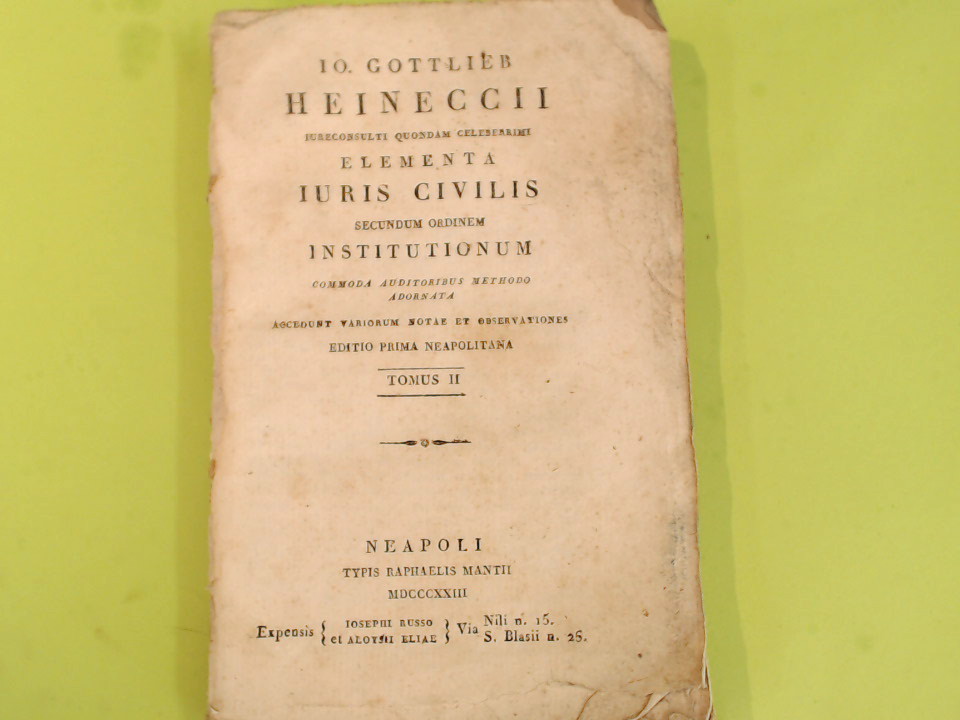 IO. GOTTLIEB
HEINECCII
IURECONSULTI QUONDAM CELEBERRIMI
ELEMENTA
IURIS CIVILIS
SECUNDUM ORDINEM
INSTITUTIONUM
COMMODA AUDITORIBUS METHODO
ADORNATA
ACCEDUNT VARIORUM NOTAE ET OBSERVATIONES
EDITIO PRIMA NEAPOLITANA
TOMUS II
NEAPOLI
TYPIS RAPHAELIS MANTII
MDCCCXXIII
Expensis { IOSEPHI RUSSO } Via Nili n. 15.
et ALOYSII ELIAE S. Blasii n. 26.